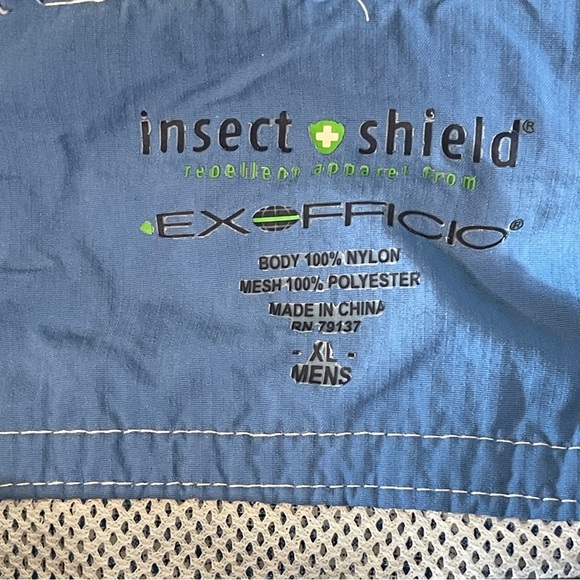 insect shield®
repellent apparel from
EXOFFICIO®
BODY 100% NYLON
MESH 100% POLYESTER
MADE IN CHINA
RN 79137
- XL -
MENS